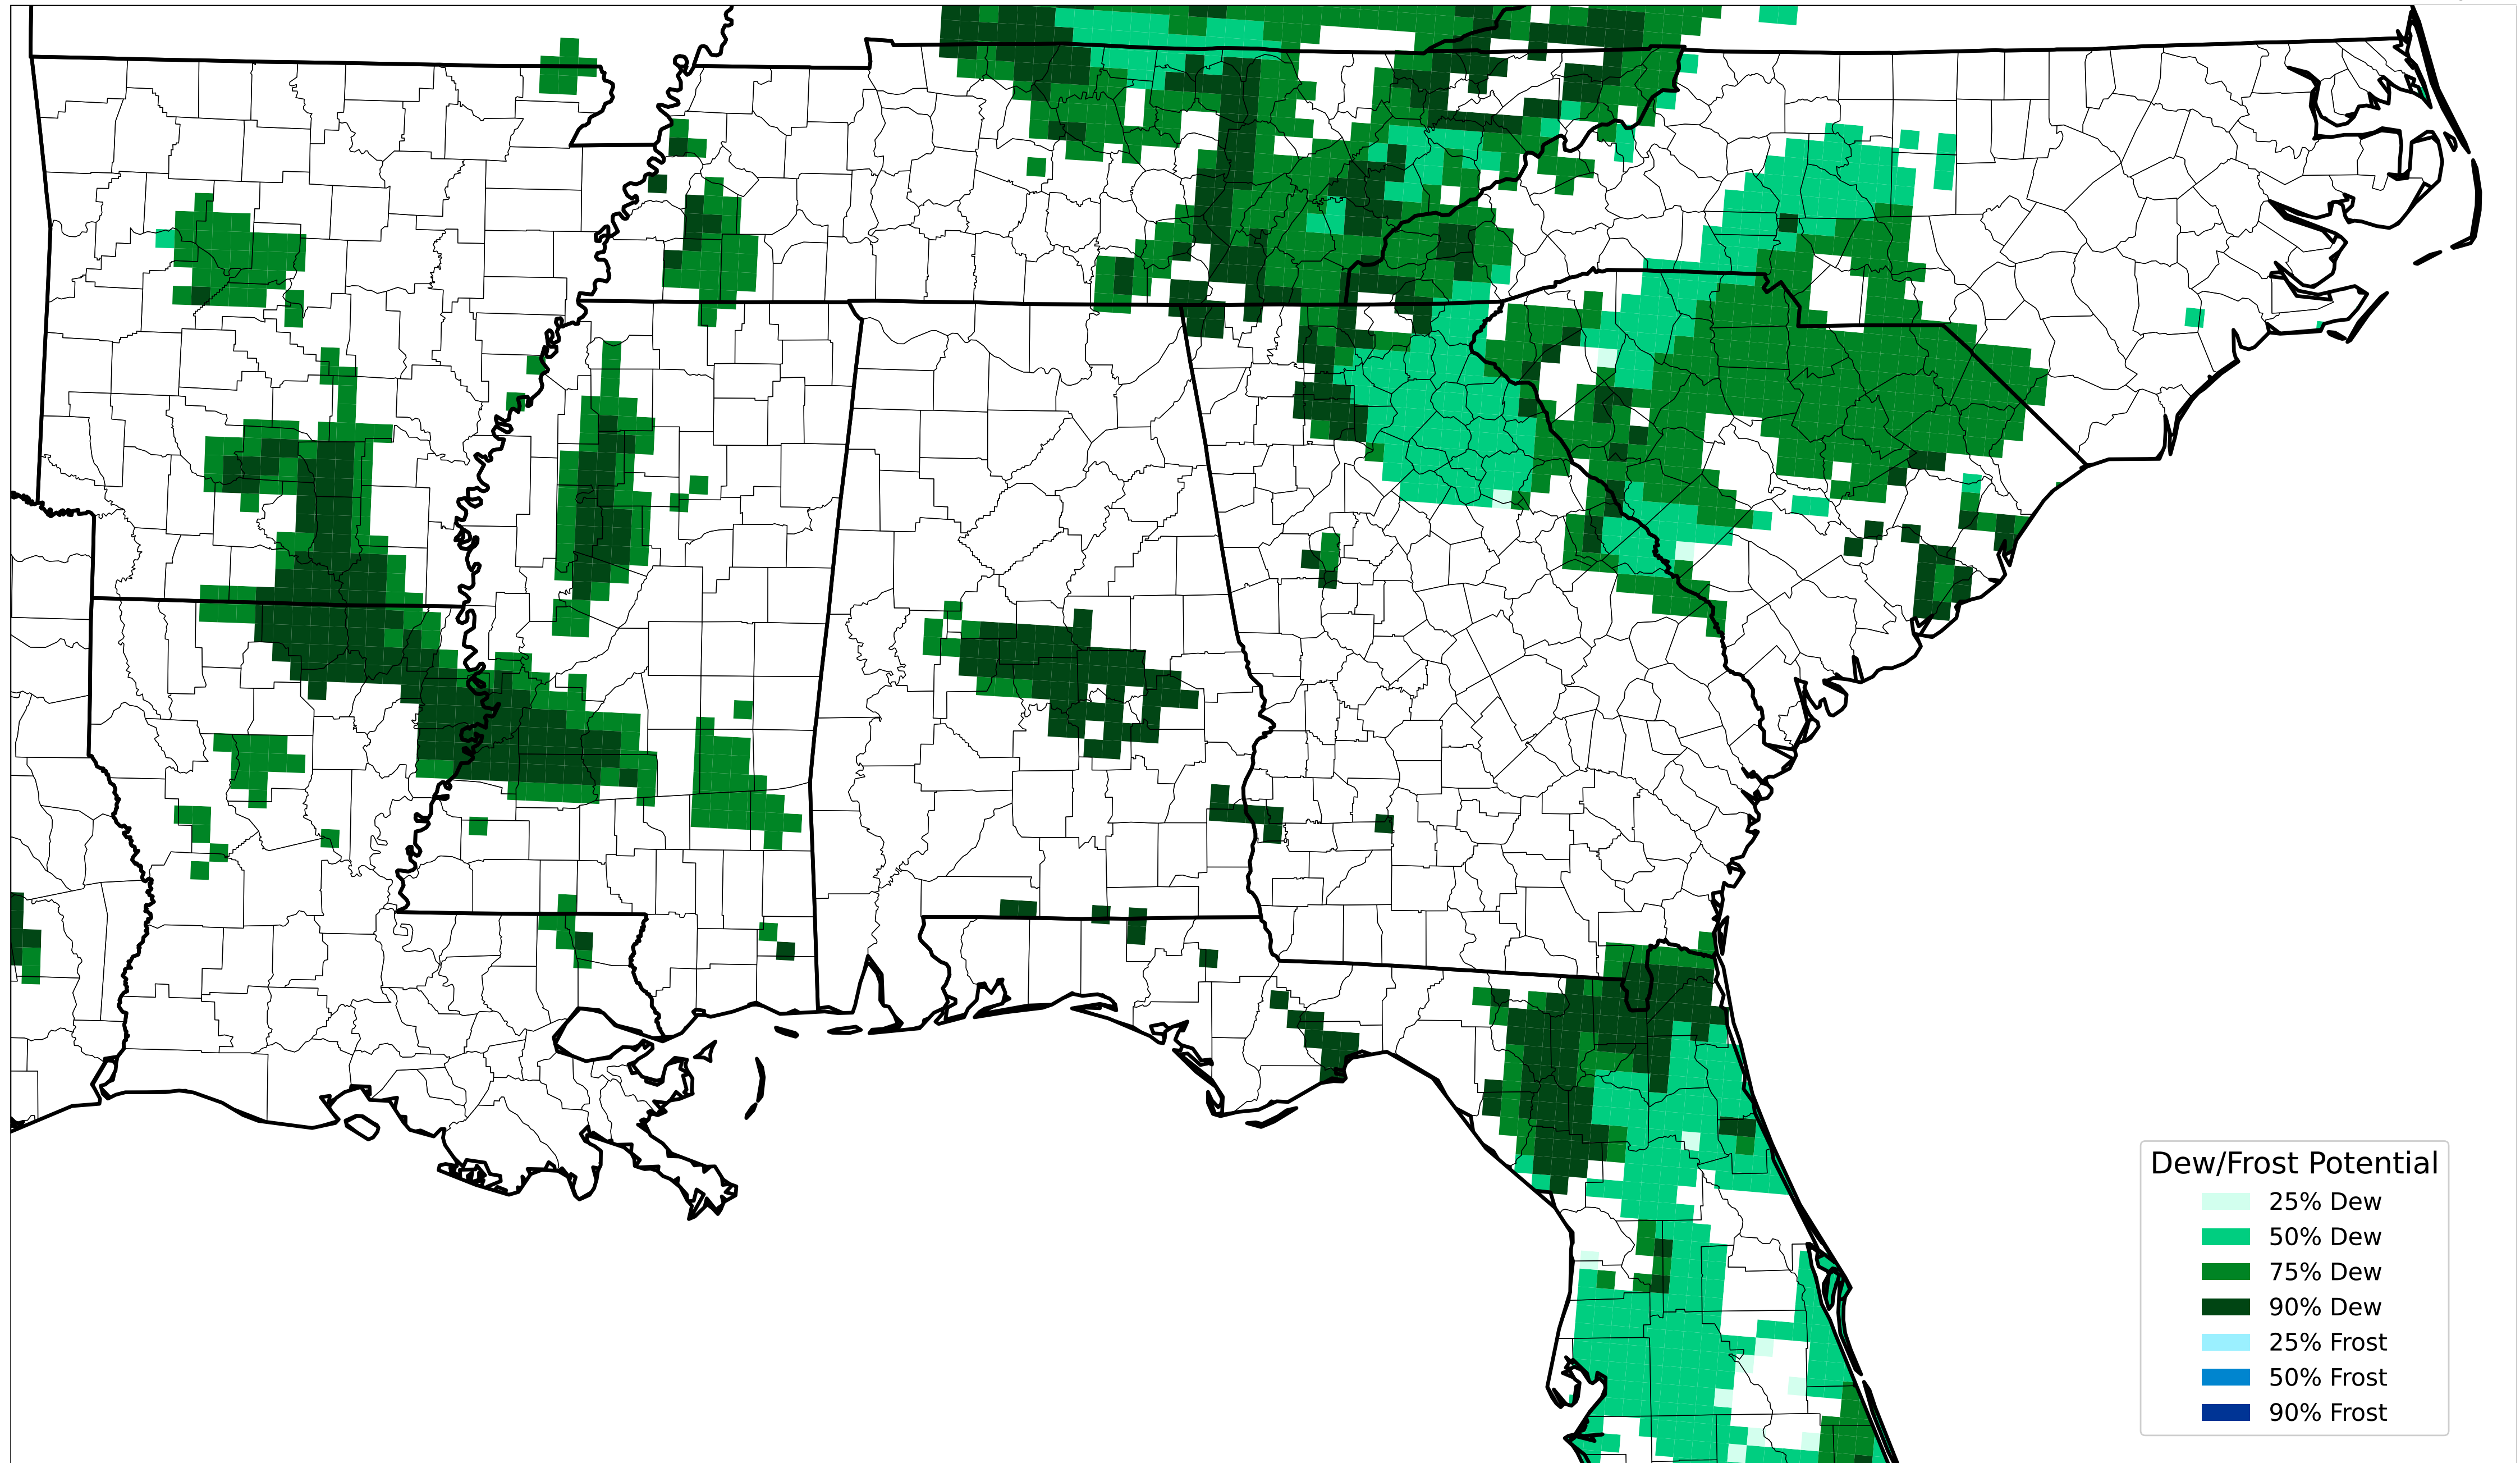 Dew/Frost Potential
25% Dew
50% Dew
75% Dew
90% Dew
25% Frost
50% Frost
90% Frost